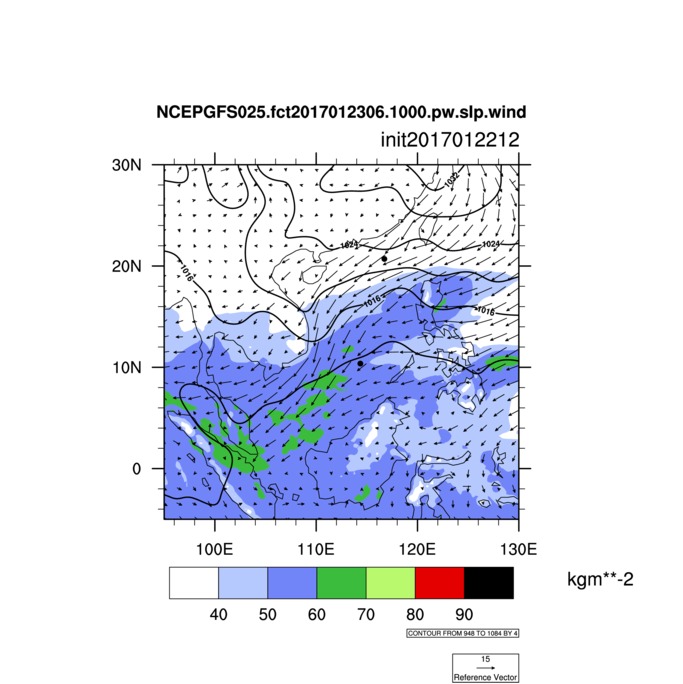 NCEPGFS025.fct2017012306.1000.pw.slp.wind
init2017012212
30N
1032
1024
1024
20N
1016
1016
1016
10N
0
100E 110E 120E 130E
kgm**-2
40 50 60 70 80 90
CONTOUR FROM 948 TO 1084 BY 4
15
Reference Vector